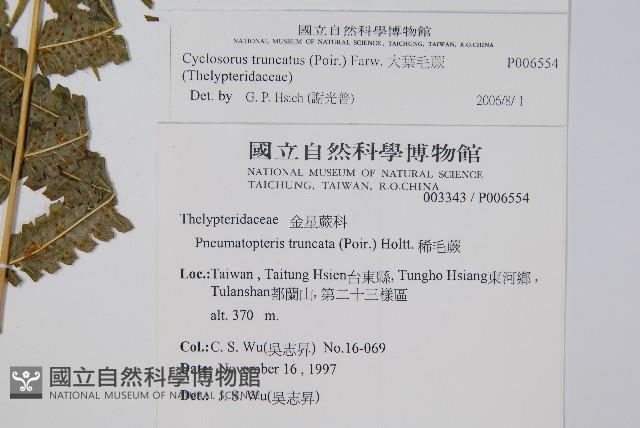 國立自然科學博物館
NATIONAL MUSEUM OF NATURAL SCIENCE, TAICHUNG, TAIWAN, R.O.CHINA
Cyclosorus truncatus (Poir.) Farw. 大葉毛蕨 P006554
(Thelypteridaceae)
Det. by G. P. Hsieh (謝光普) 2006/8/1
國立自然科學博物館
NATIONAL MUSEUM OF NATURAL SCIENCE
TAICHUNG, TAIWAN, R.O.CHINA
003343 / P006554
Thelypteridaceae 金星蕨科
Pneumatopteris truncata (Poir.) Holtt. 稀毛蕨
Loc.:Taiwan , Taitung Hsien台東縣, Tungho Hsiang東河鄉 ,
Tulanshan都蘭山, 第二十三樣區
alt. 370 m.
Col.:C. S. Wu(吳志昇) No.16-069
Date: November 16 , 1997
Det.: J. S. Wu(吳志昇)
國立自然科學博物館
NATIONAL MUSEUM OF NATURAL SCIENCE